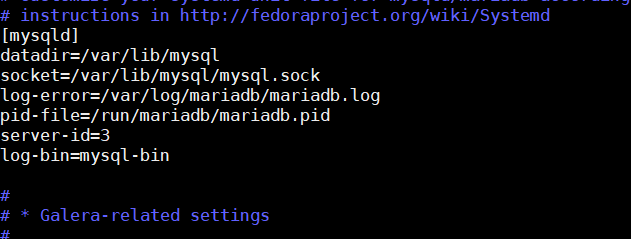 # instructions in http://fedoraproject.org/wiki/Systemd
[mysqld]
datadir=/var/lib/mysql
socket=/var/lib/mysql/mysql.sock
log-error=/var/log/mariadb/mariadb.log
pid-file=/run/mariadb/mariadb.pid
server-id=3
log-bin=mysql-bin
#
# * Galera-related settings
#